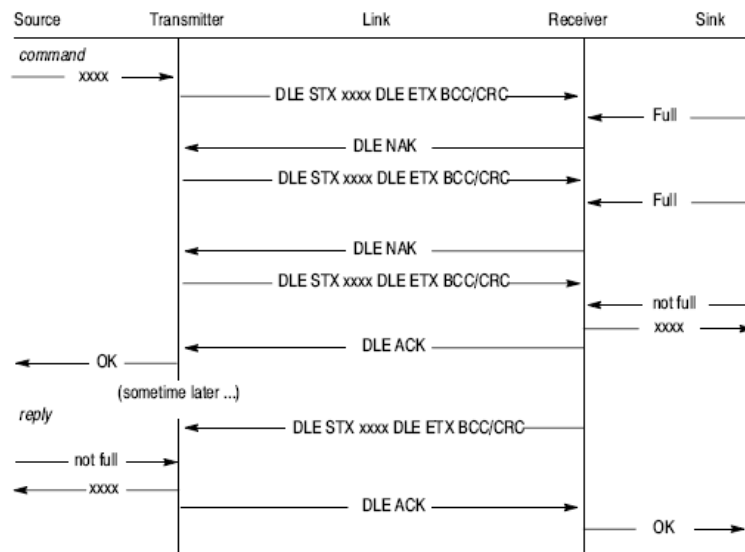 Source Transmitter Link Receiver Sink
command
xxxx
DLE STX xxxx DLE ETX BCC/CRC
Full
DLE NAK
DLE STX xxxx DLE ETX BCC/CRC
Full
DLE NAK
DLE STX xxxx DLE ETX BCC/CRC
not full
xxxx
DLE ACK
OK
(sometime later ...)
reply
DLE STX xxxx DLE ETX BCC/CRC
not full
xxxx
DLE ACK
OK